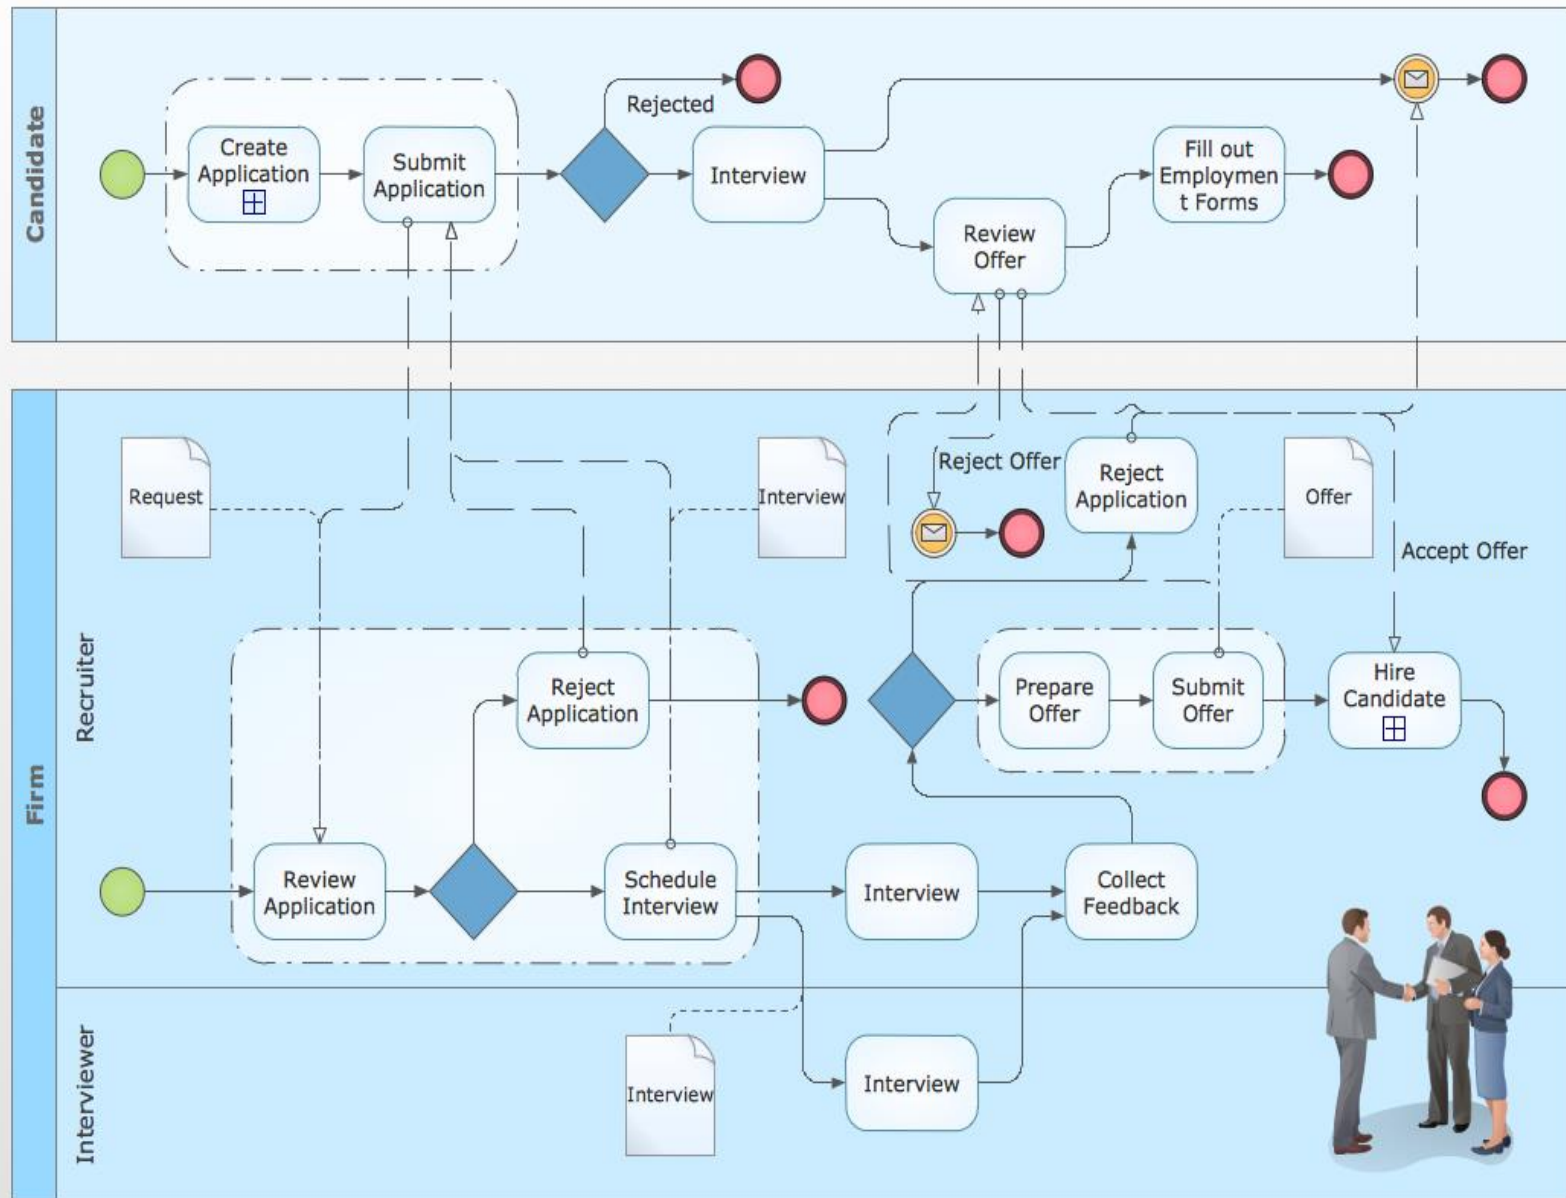 Candidate
Create
Application
Submit
Application
Rejected
Interview
Review
Offer
Fill out
Employmen
t Forms
Firm
Recruiter
Request
Interview
Reject Offer
Reject
Application
Offer
Accept Offer
Reject
Application
Prepare
Offer
Submit
Offer
Hire
Candidate
Review
Application
Schedule
Interview
Interview
Collect
Feedback
Interviewer
Interview
Interview